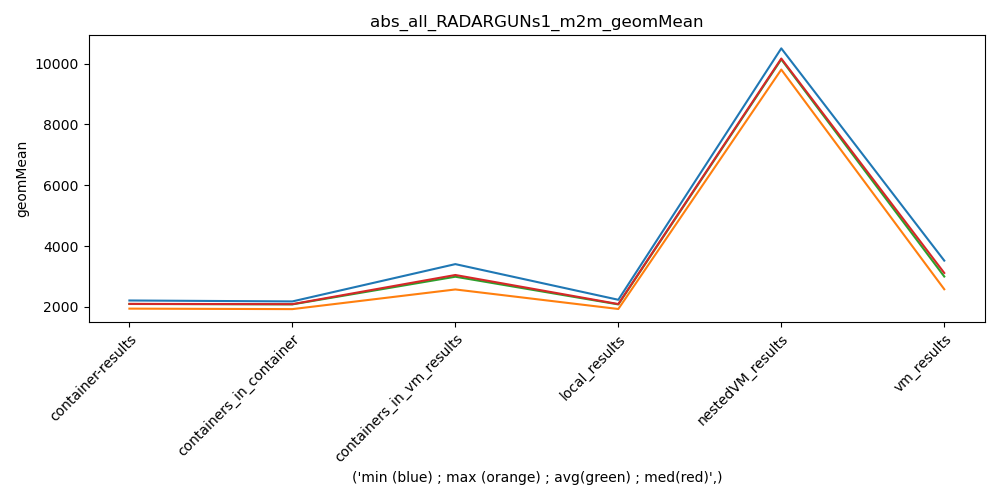 abs_all_RADARGUNs1_m2m_geomMean
geomMean
10000
8000
6000
4000
2000
container-results
containers_in_container
containers_in_vm_results
local_results
nestedVM_results
vm_results
('min (blue) ; max (orange) ; avg(green) ; med(red)',)